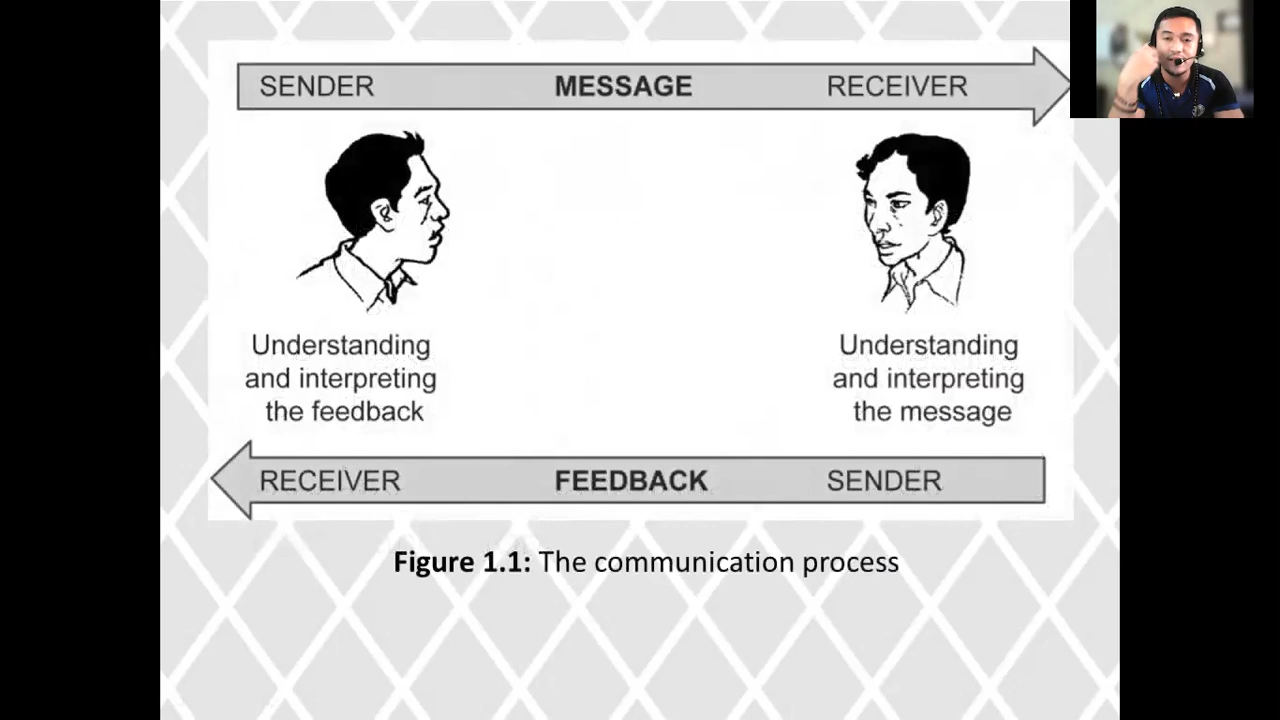 SENDER MESSAGE RECEIVER
Understanding
and interpreting
the feedback
Understanding
and interpreting
the message
RECEIVER FEEDBACK SENDER
Figure 1.1: The communication process